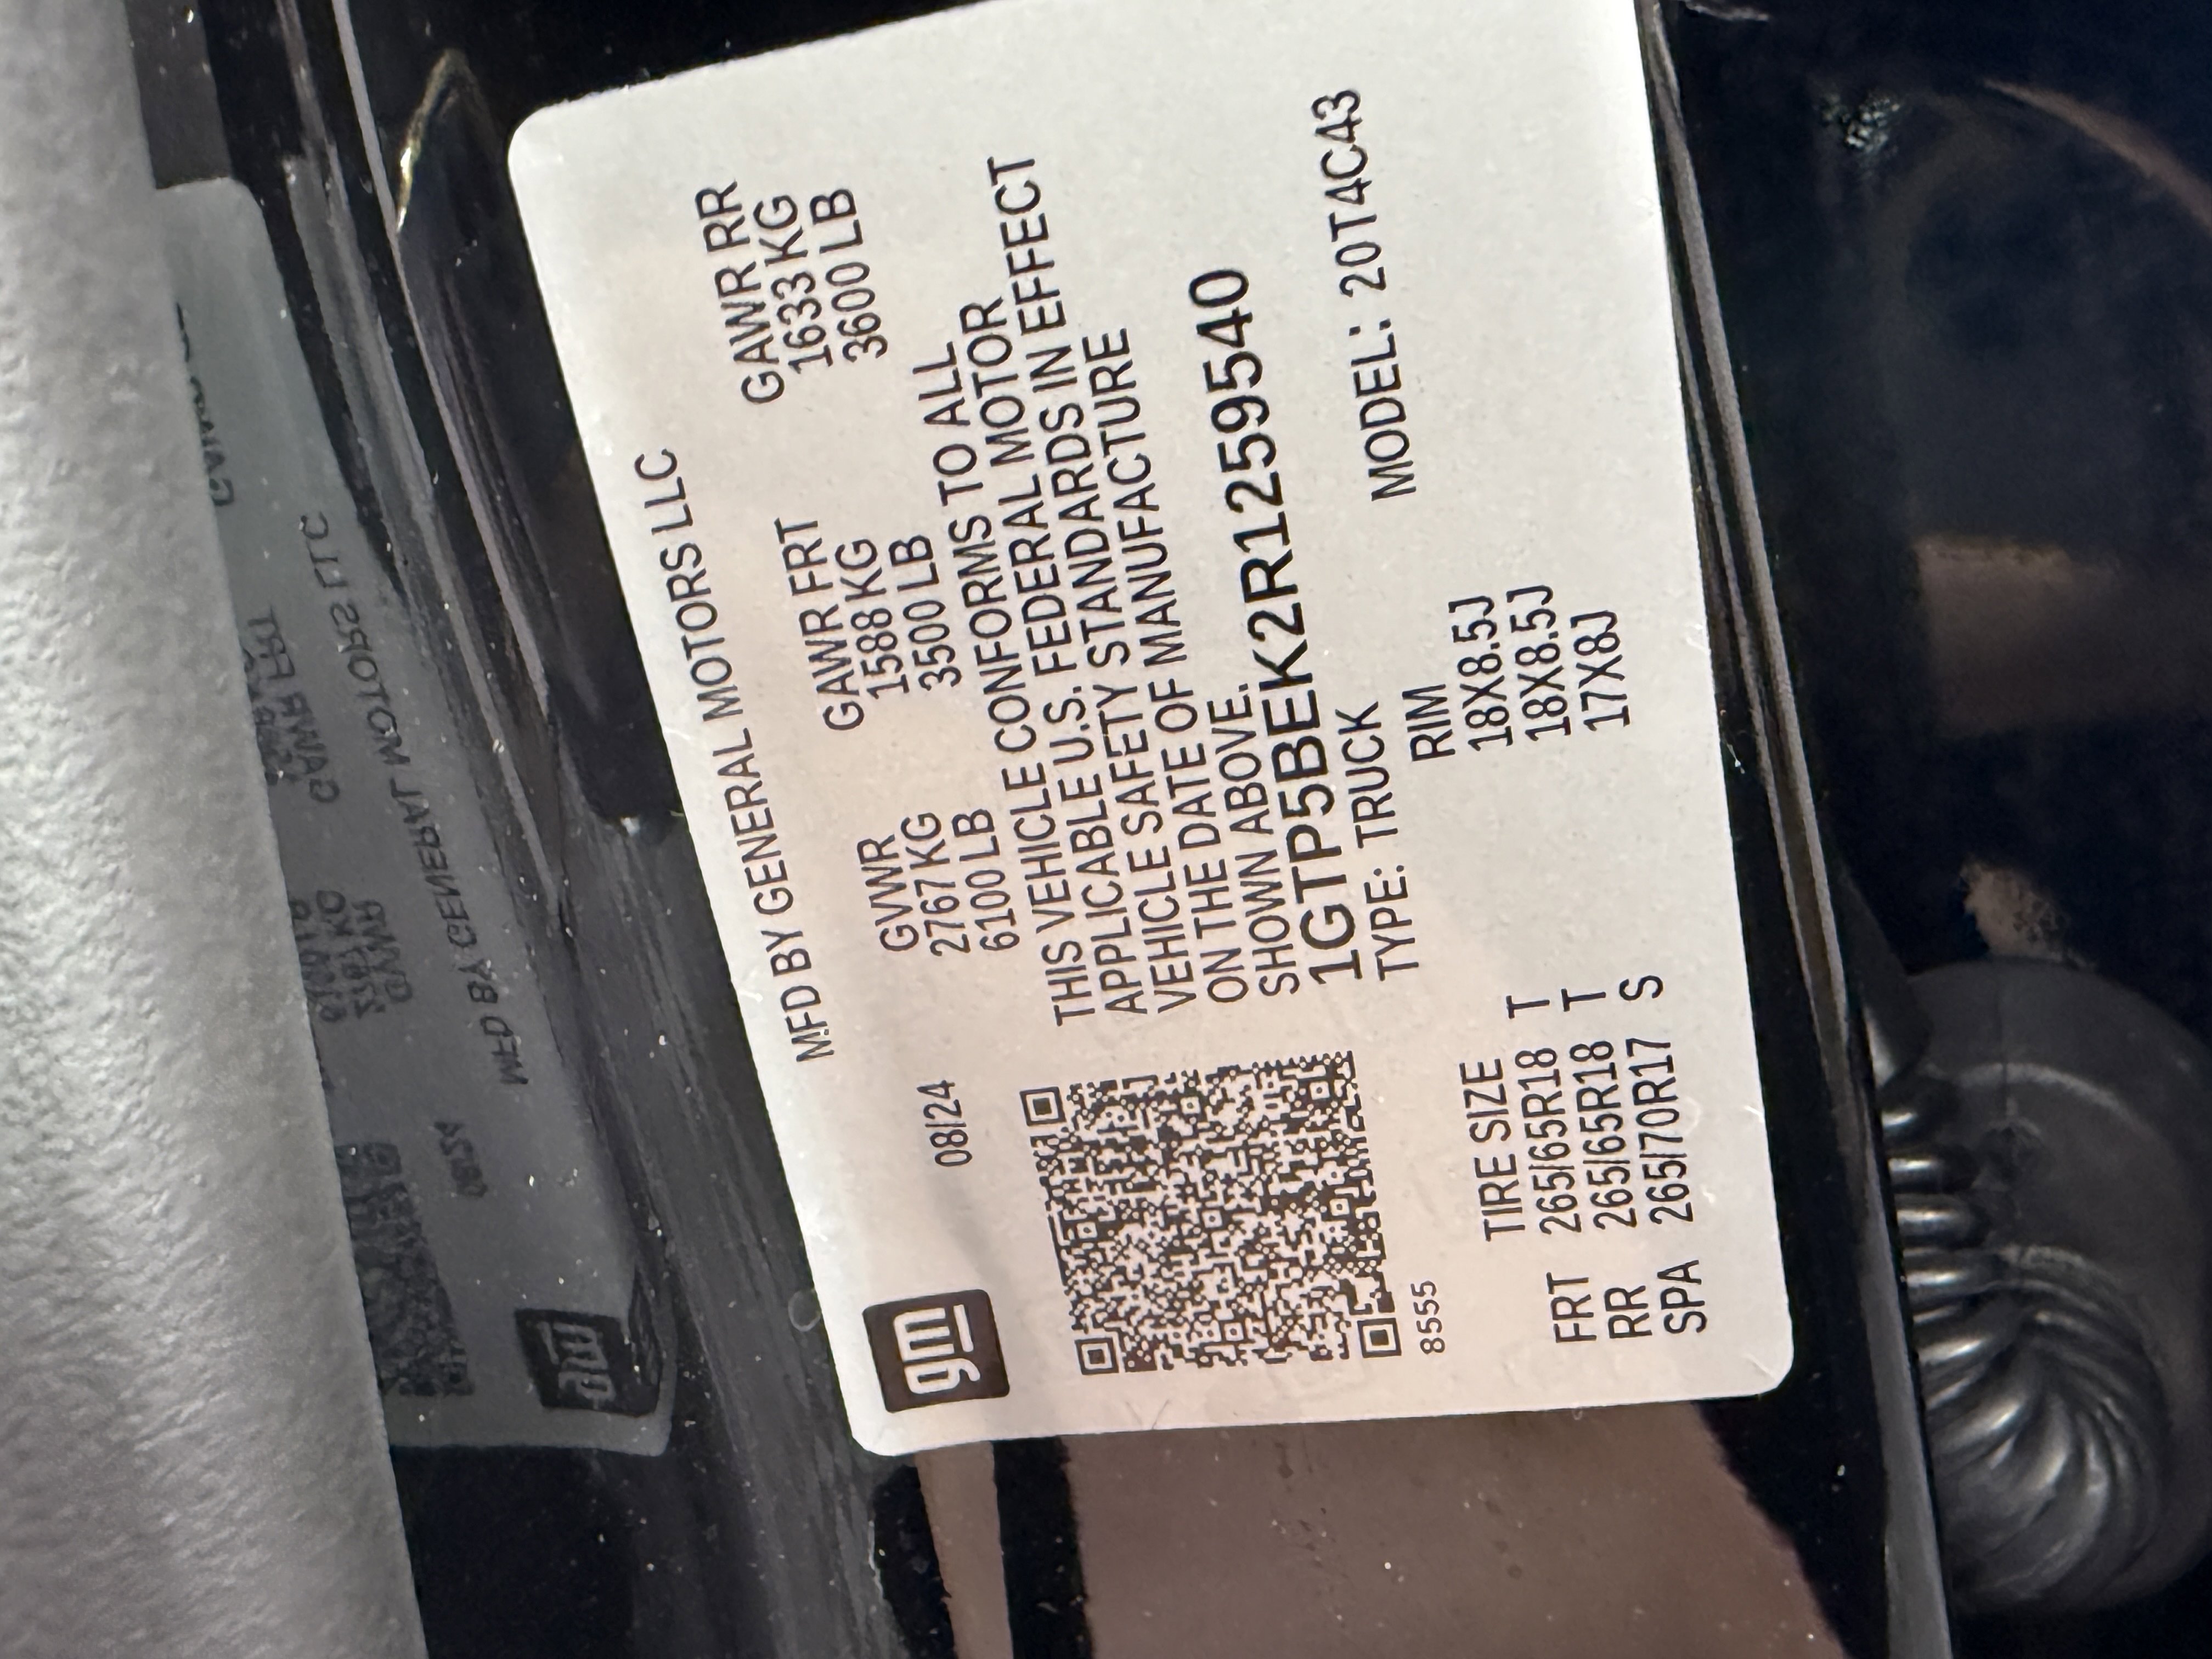 gm
MFD BY GENERAL MOTORS LLC
08/24
GVWR GAWR FRT GAWR RR
2767 KG 1588 KG 1633 KG
6100 LB 3500 LB 3600 LB
THIS VEHICLE CONFORMS TO ALL
APPLICABLE U.S. FEDERAL MOTOR
VEHICLE SAFETY STANDARDS IN EFFECT
ON THE DATE OF MANUFACTURE
SHOWN ABOVE.
1GTP5BEK2R1259540
TYPE: TRUCK MODEL: 20T4C43
8555
TIRE SIZE RIM
FRT 265/65R18 T 18X8.5J
RR 265/65R18 T 18X8.5J
SPA 265/70R17 S 17X8J